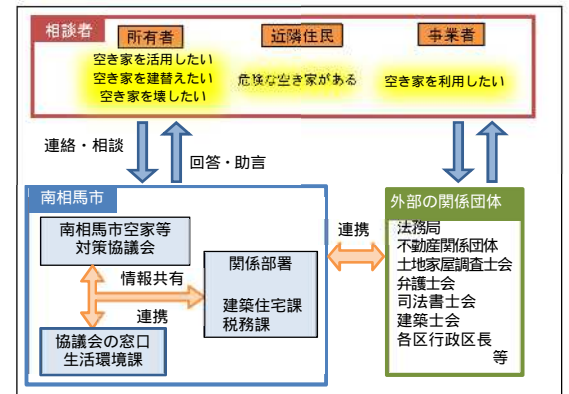 相談者
所有者
近隣住民
事業者
空き家を活用したい
空き家を建替えたい
空き家を壊したい
危険な空き家がある
空き家を利用したい
連絡・相談
回答・助言
南相馬市
南相馬市空家等
対策協議会
情報共有
連携
協議会の窓口
生活環境課
関係部署
建築住宅課
税務課
連携
外部の関係団体
法務局
不動産関係団体
土地家屋調査士会
弁護士会
司法書士会
建築士会
各区行政区長
等